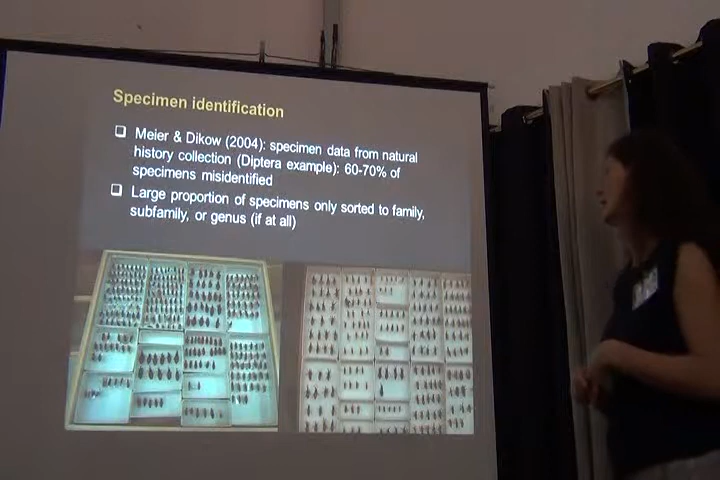 Specimen identification
Meier & Dikow (2004): specimen data from natural
history collection (Diptera example): 60-70% of
specimens misidentified
Large proportion of specimens only sorted to family,
subfamily, or genus (if at all)